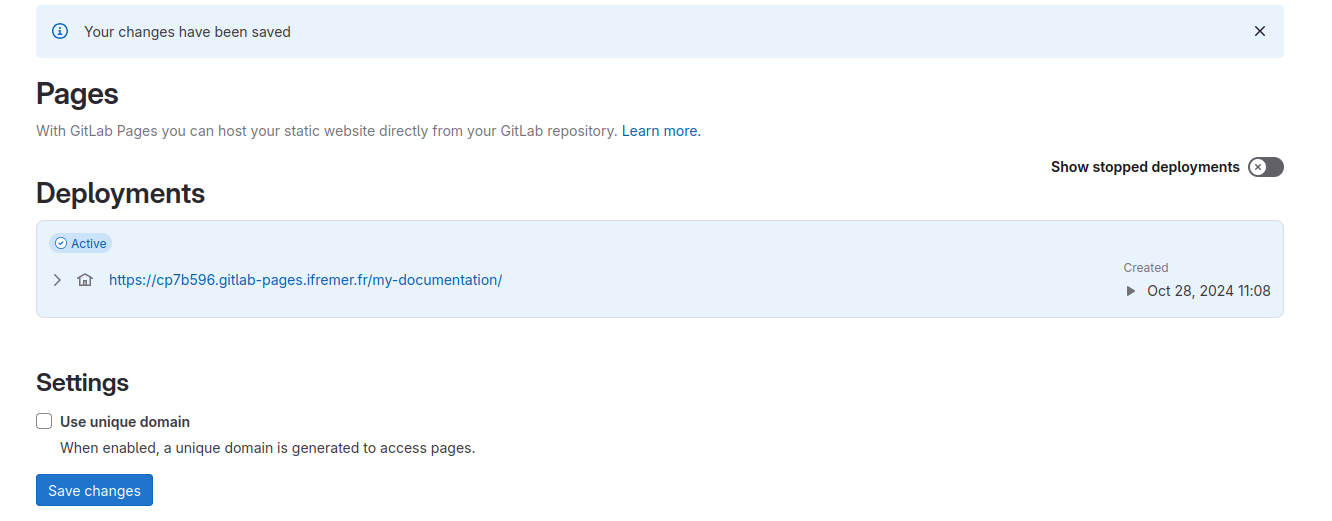 Your changes have been saved
Pages
With GitLab Pages you can host your static website directly from your GitLab repository. Learn more.
Show stopped deployments
Deployments
Active
https://cp7b596.gitlab-pages.ifremer.fr/my-documentation/
Created
Oct 28, 2024 11:08
Settings
Use unique domain
When enabled, a unique domain is generated to access pages.
Save changes